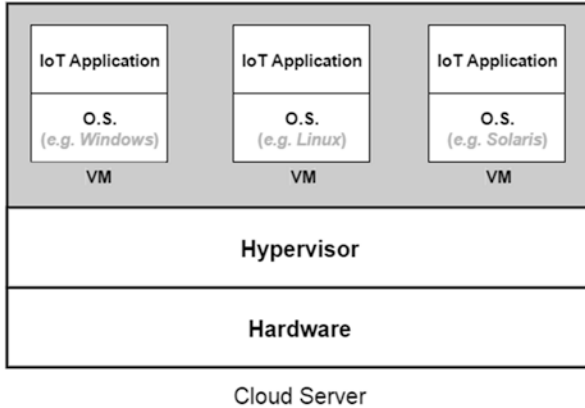 IoT Application
O.S.
(e.g. Windows)
VM
IoT Application
O.S.
(e.g. Linux)
VM
IoT Application
O.S.
(e.g. Solaris)
VM
Hypervisor
Hardware
Cloud Server